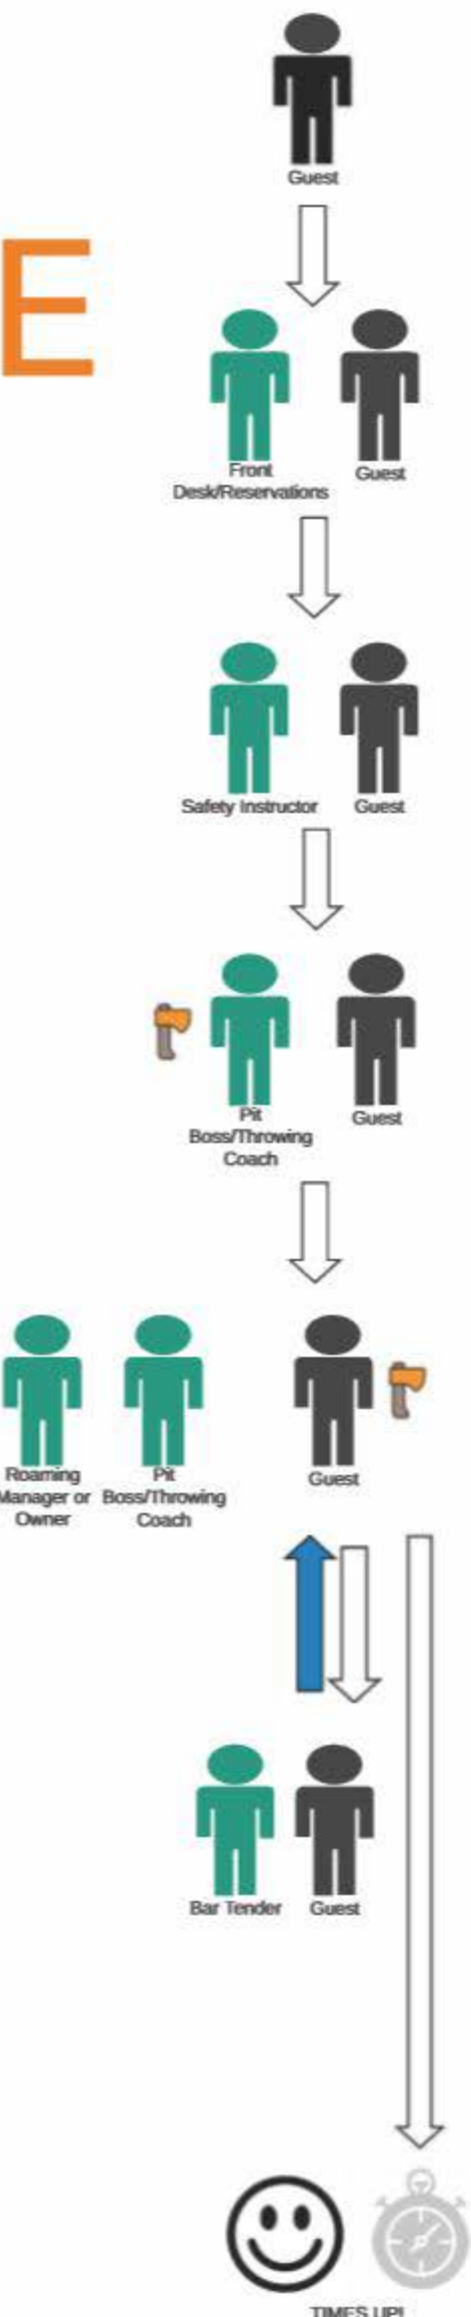 Guest
E
Front
Desk/Reservations
Guest
Safety Instructor
Guest
Pit
Boss/Throwing
Coach
Guest
Roaming
Manager or
Owner
Pit
Boss/Throwing
Coach
Guest
Bar Tender
Guest
TIMES UP!